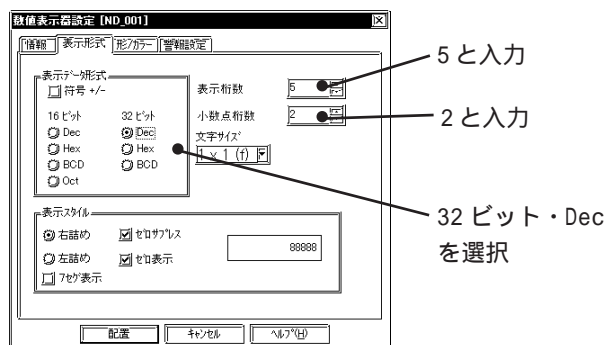 数値表示器設定 [ND_001]
情報 表示形式 形/カラー 警報設定
表示データ形式
符号 +/-
16 ビット 32 ビット
Dec Dec
Hex Hex
BCD BCD
Oct
表示桁数 5
小数点桁数 2
文字サイズ
1 x 1 (f)
5と入力
2と入力
32 ビット・Dec
を選択
表示スタイル
右詰め ゼロサプレス
左詰め ゼロ表示
7セグ表示
88888
配置 キャンセル ヘルプ(H)